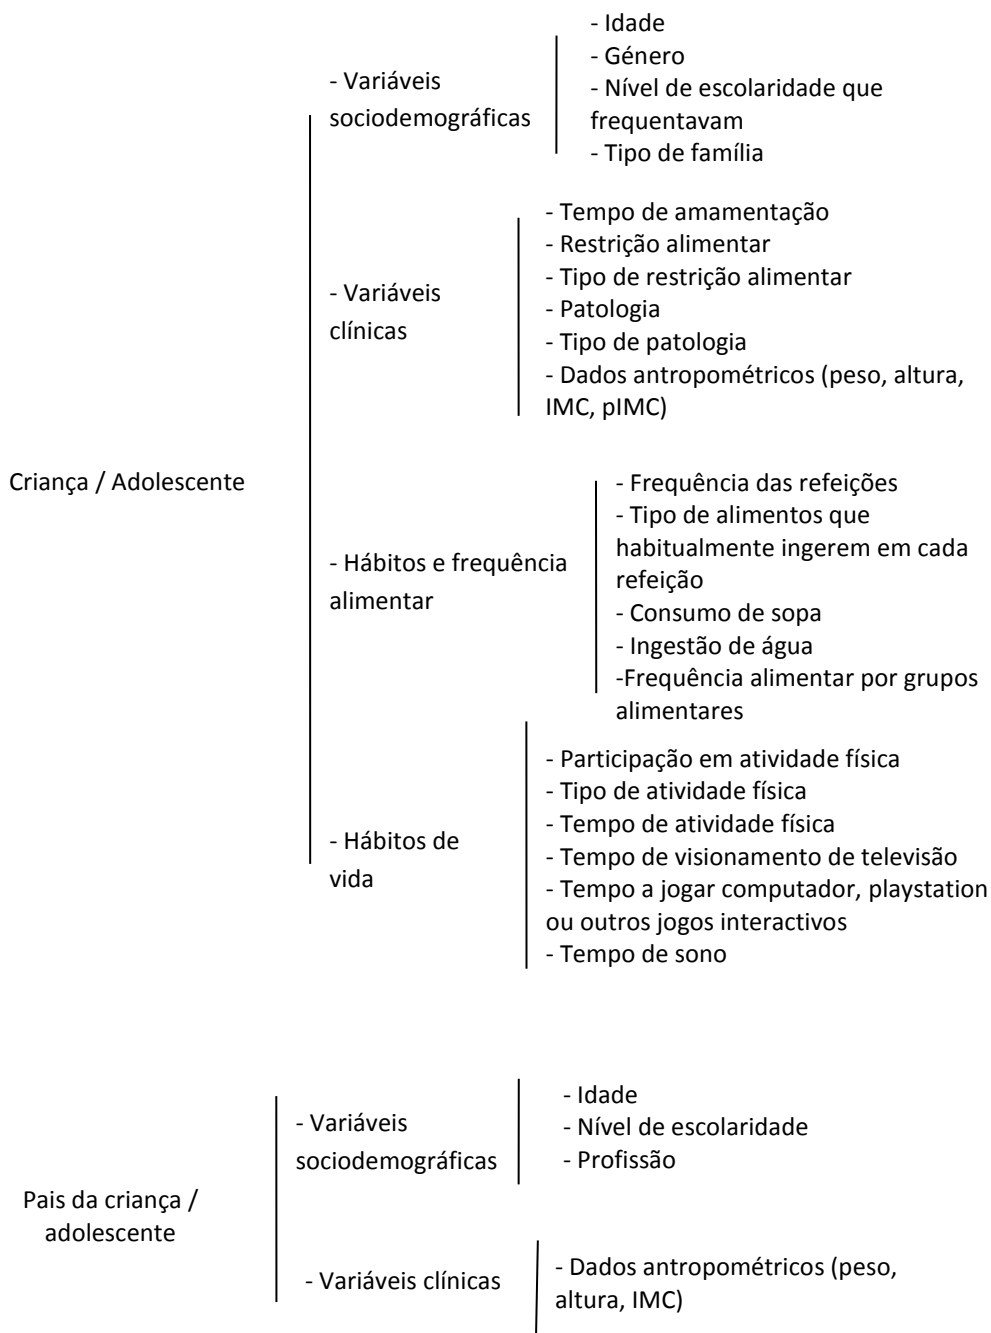 - Idade
- Género
- Nível de escolaridade que
frequentavam
- Tipo de família
- Variáveis
sociodemográficas
- Tempo de amamentação
- Restrição alimentar
- Tipo de restrição alimentar
- Patologia
- Tipo de patologia
- Dados antropométricos (peso, altura,
IMC, pIMC)
- Variáveis
clínicas
Criança / Adolescente
- Frequência das refeições
- Tipo de alimentos que
habitualmente ingerem em cada
refeição
- Consumo de sopa
- Ingestão de água
-Frequência alimentar por grupos
alimentares
- Hábitos e frequência
alimentar
- Participação em atividade física
- Tipo de atividade física
- Tempo de atividade física
- Tempo de visionamento de televisão
- Tempo a jogar computador, playstation
ou outros jogos interactivos
- Tempo de sono
- Hábitos de
vida
- Idade
- Nível de escolaridade
- Profissão
- Variáveis
sociodemográficas
Pais da criança /
adolescente
- Variáveis clínicas
- Dados antropométricos (peso,
altura, IMC)